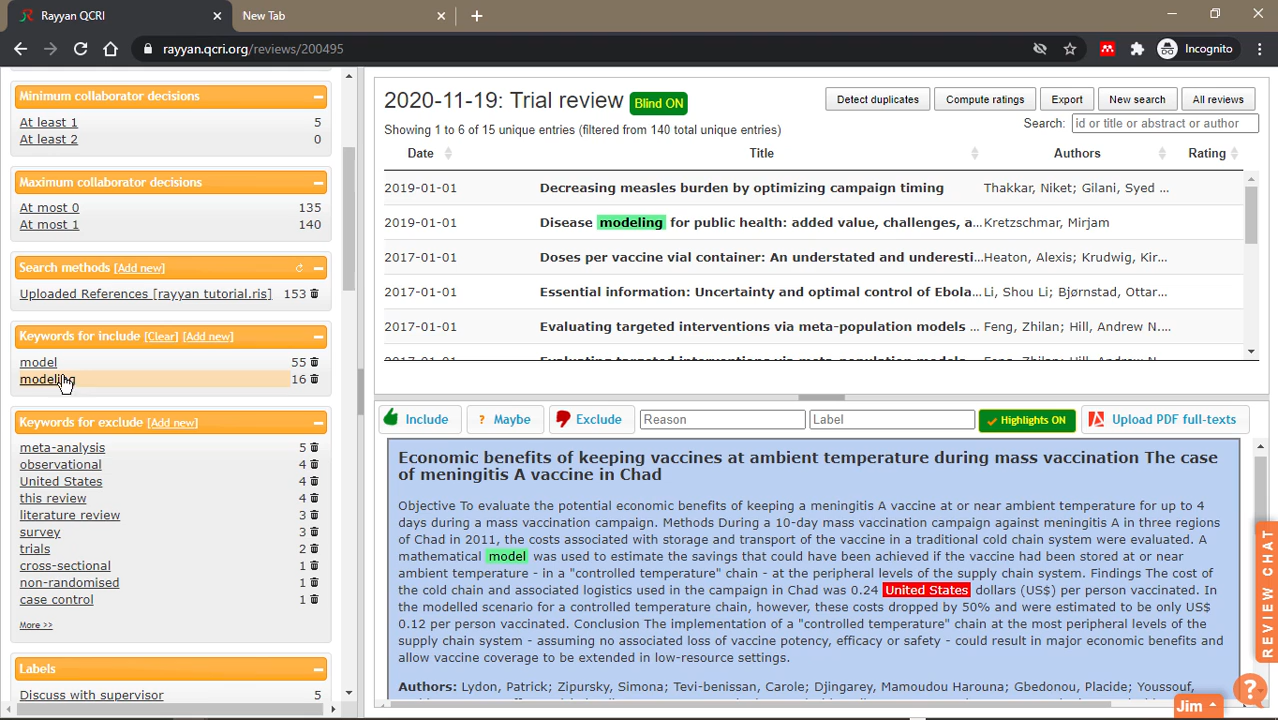 Rayyan QCRI
New Tab
rayyan.qcri.org/reviews/200495
Incognito
Minimum collaborator decisions
At least 1 5
At least 2 0
Maximum collaborator decisions
At most 0 135
At most 1 140
Search methods [Add new]
Uploaded References [rayyan tutorial.ris] 153
Keywords for include [Clear] [Add new]
model 55
modeling 16
Keywords for exclude [Add new]
meta-analysis 5
observational 4
United States 4
this review 4
literature review 3
survey 3
trials 2
cross-sectional 1
non-randomised 1
case control 1
More >>
Labels
Discuss with supervisor 5
2020-11-19: Trial review Blind ON
Detect duplicates Compute ratings Export New search All reviews
Showing 1 to 6 of 15 unique entries (filtered from 140 total unique entries)
Search: id or title or abstract or author
Date Title Authors Rating
2019-01-01 Decreasing measles burden by optimizing campaign timing Thakkar, Niket; Gilani, Syed ...
2019-01-01 Disease modeling for public health: added value, challenges, a... Kretzschmar, Mirjam
2017-01-01 Doses per vaccine vial container: An understated and underesti... Heaton, Alexis; Krudwig, Kir...
2017-01-01 Essential information: Uncertainty and optimal control of Ebola... Li, Shou Li; Bjørnstad, Ottar...
2017-01-01 Evaluating targeted interventions via meta-population models ... Feng, Zhilan; Hill, Andrew N....
Include ? Maybe Exclude Reason Label Highlights ON Upload PDF full-texts
Economic benefits of keeping vaccines at ambient temperature during mass vaccination The case
of meningitis A vaccine in Chad
Objective To evaluate the potential economic benefits of keeping a meningitis A vaccine at or near ambient temperature for up to 4
days during a mass vaccination campaign. Methods During a 10-day mass vaccination campaign against meningitis A in three regions
of Chad in 2011, the costs associated with storage and transport of the vaccine in a traditional cold chain system were evaluated. A
mathematical model was used to estimate the savings that could have been achieved if the vaccine had been stored at or near
ambient temperature - in a "controlled temperature" chain - at the peripheral levels of the supply chain system. Findings The cost of
the cold chain and associated logistics used in the campaign in Chad was 0.24 United States dollars (US$) per person vaccinated. In
the modelled scenario for a controlled temperature chain, however, these costs dropped by 50% and were estimated to be only US$
0.12 per person vaccinated. Conclusion The implementation of a "controlled temperature" chain at the most peripheral levels of the
supply chain system - assuming no associated loss of vaccine potency, efficacy or safety - could result in major economic benefits and
allow vaccine coverage to be extended in low-resource settings.
Authors: Lydon, Patrick; Zipursky, Simona; Tevi-benissan, Carole; Djingarey, Mamoudou Harouna; Gbedonou, Placide; Youssouf,
REVIEW CHAT
Jim
?